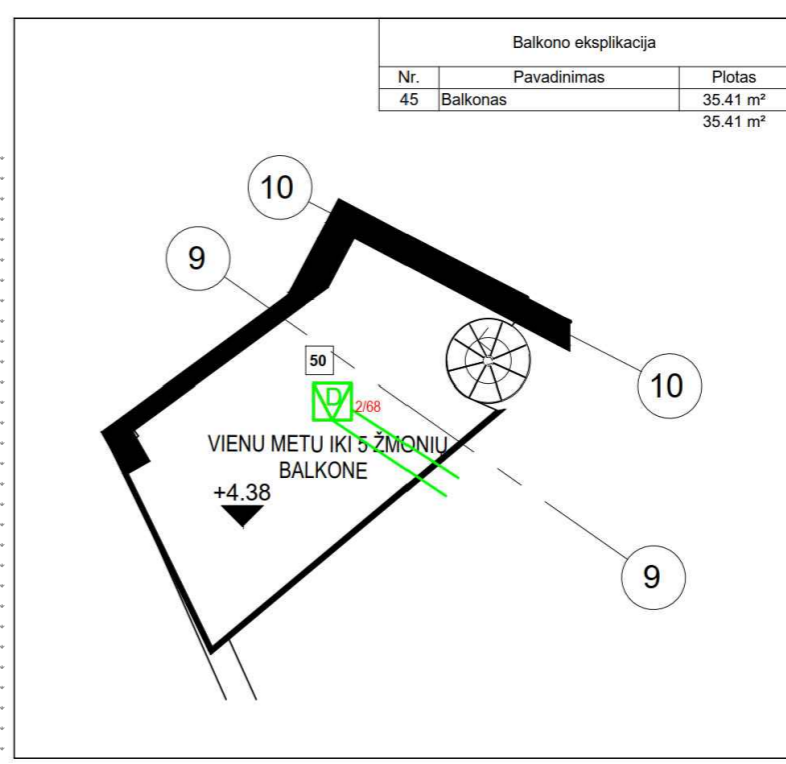 Balkono eksplikacija
Nr. Pavadinimas Plotas
45 Balkonas 35.41 m²
35.41 m²
10
9
50
D
2/68
10
VIENU METU IKI 5 ŽMONIŲ
BALKONE
+4.38
9